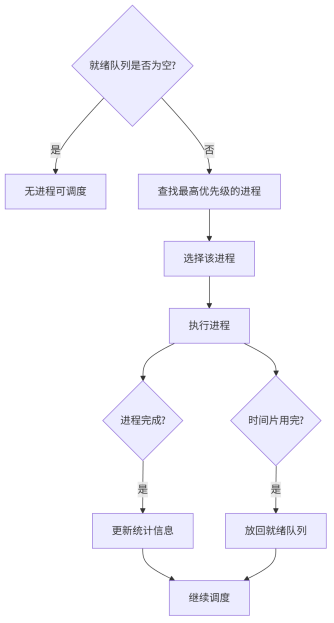 就绪队列是否为空?
是
否
无进程可调度
查找最高优先级的进程
选择该进程
执行进程
进程完成?
时间片用完?
是
是
更新统计信息
放回就绪队列
继续调度